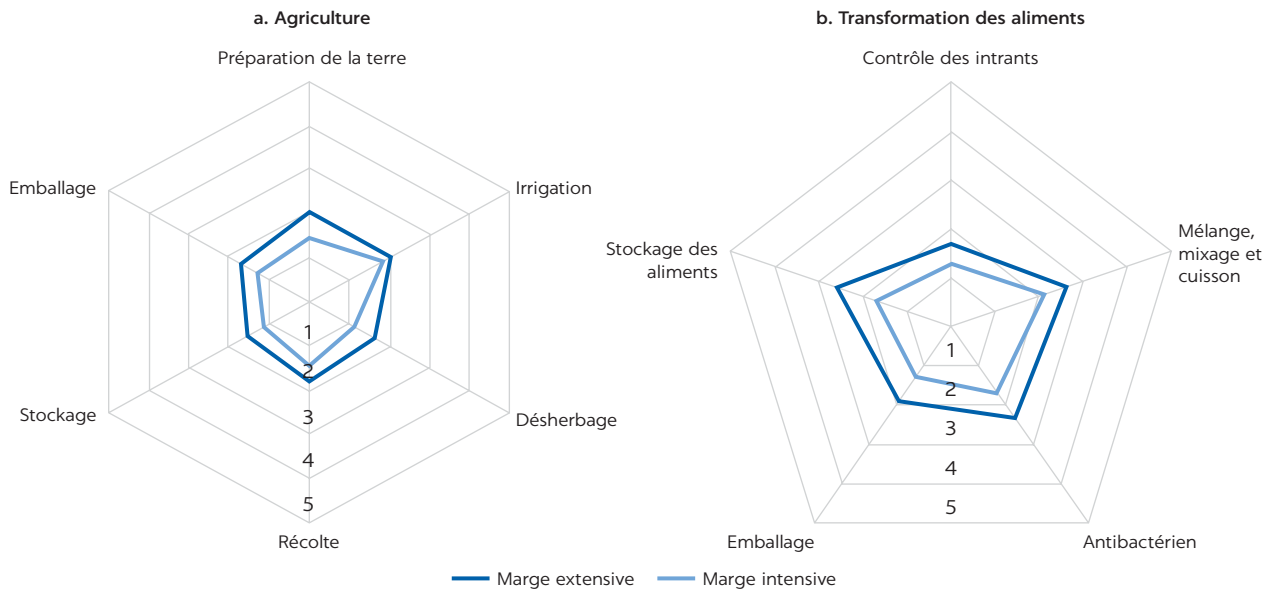 a. Agriculture
Préparation de la terre
Emballage
Irrigation
1
2
3
4
5
Stockage
Désherbage
Récolte
b. Transformation des aliments
Contrôle des intrants
Stockage des
aliments
Mélange,
mixage et
cuisson
1
2
3
4
5
Emballage
Antibactérien
Marge extensive
Marge intensive